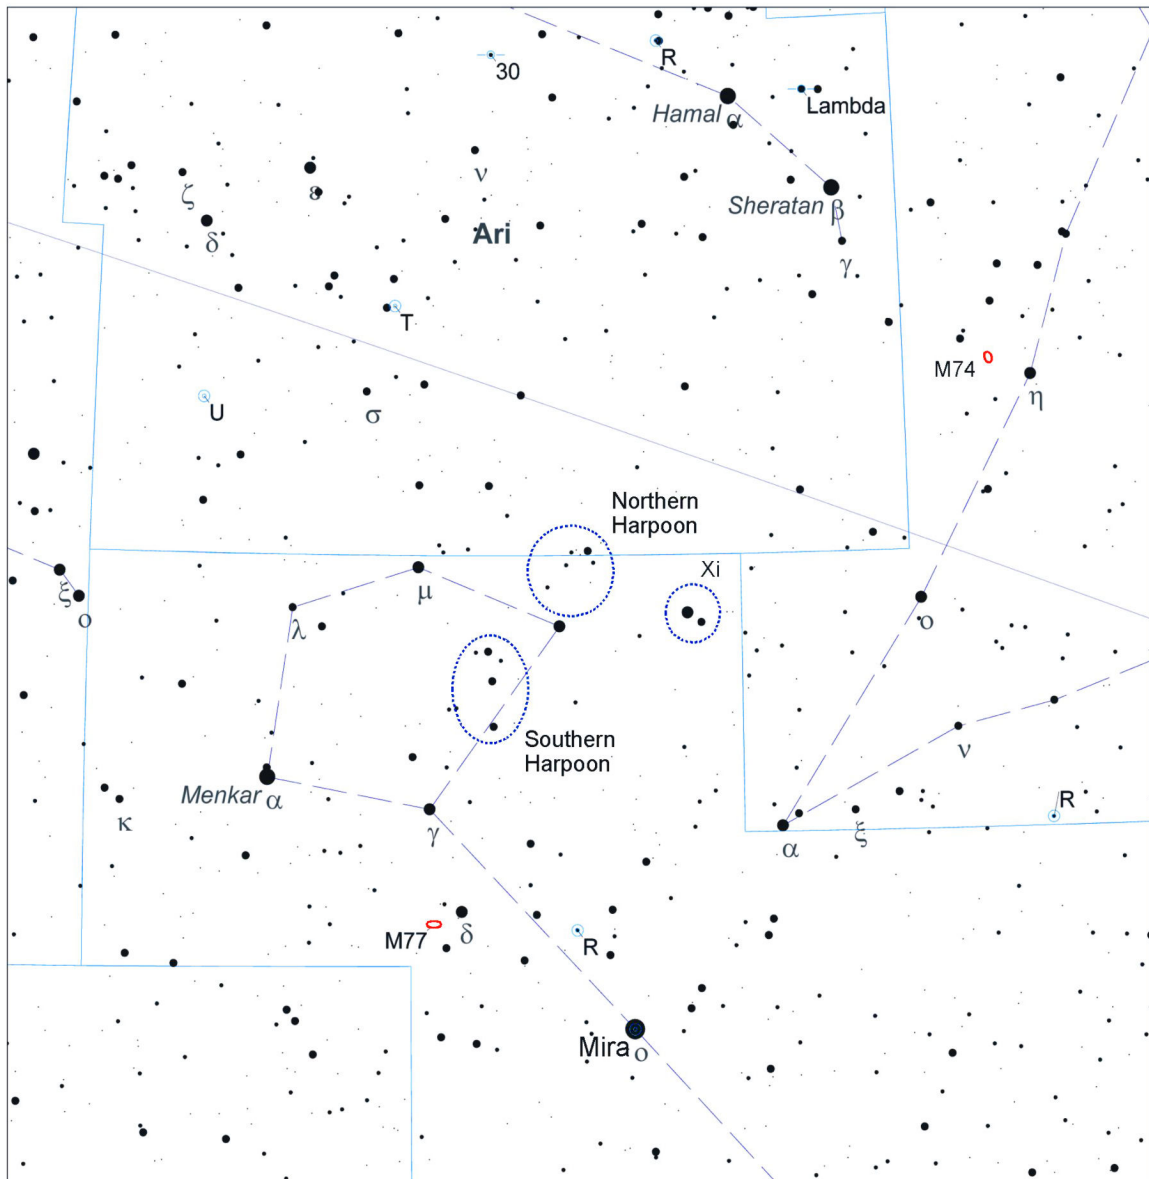 R
30
Hamal α
Lambda
ν
ζ
ε
Sheratan β
δ
Ari
γ
T
M74
η
U
σ
Northern
Harpoon
Xi
μ
ξ
ο
λ
ο
Southern
Harpoon
ν
Menkar α
R
κ
γ
α
ξ
M77
δ
R
Mira ο